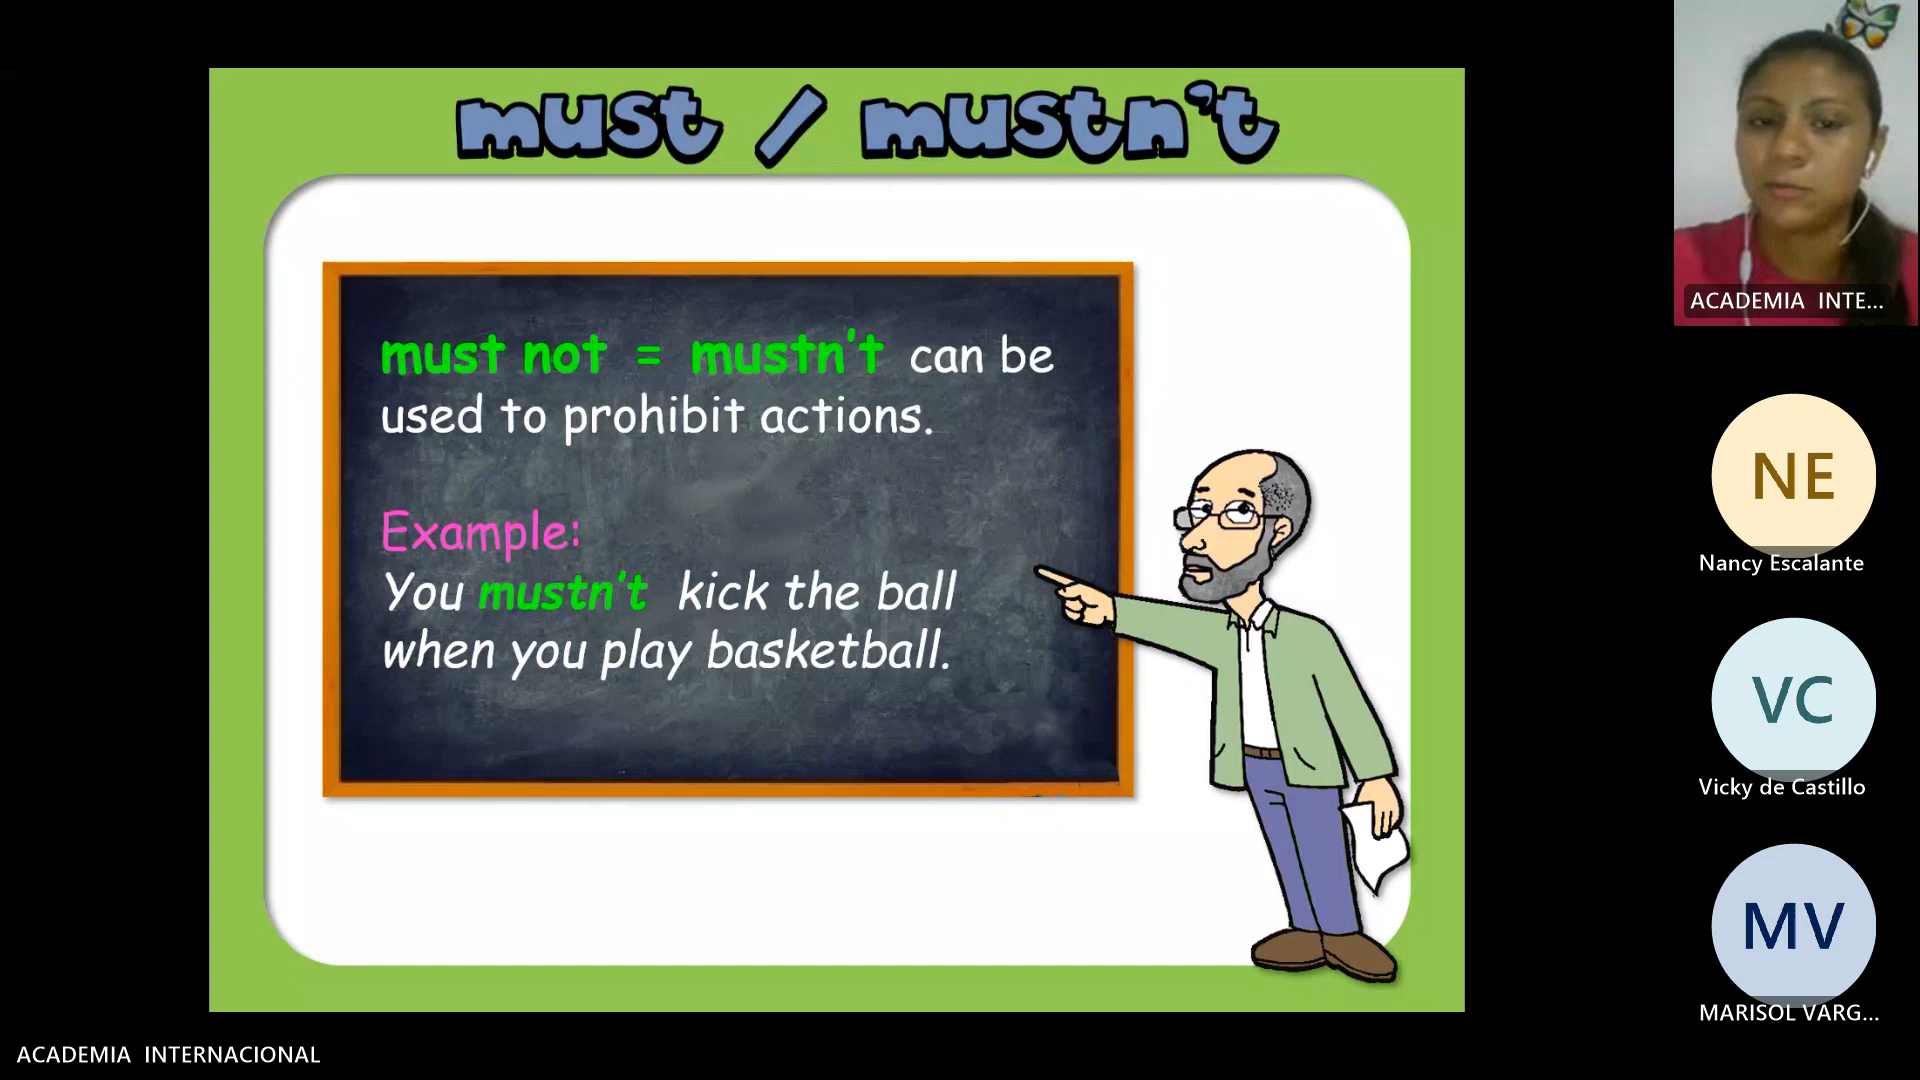 must / mustn't
must not = mustn't can be
used to prohibit actions.
Example:
You mustn't kick the ball
when you play basketball.
ACADEMIA INTE...
NE
Nancy Escalante
VC
Vicky de Castillo
MV
MARISOL VARG...
ACADEMIA INTERNACIONAL